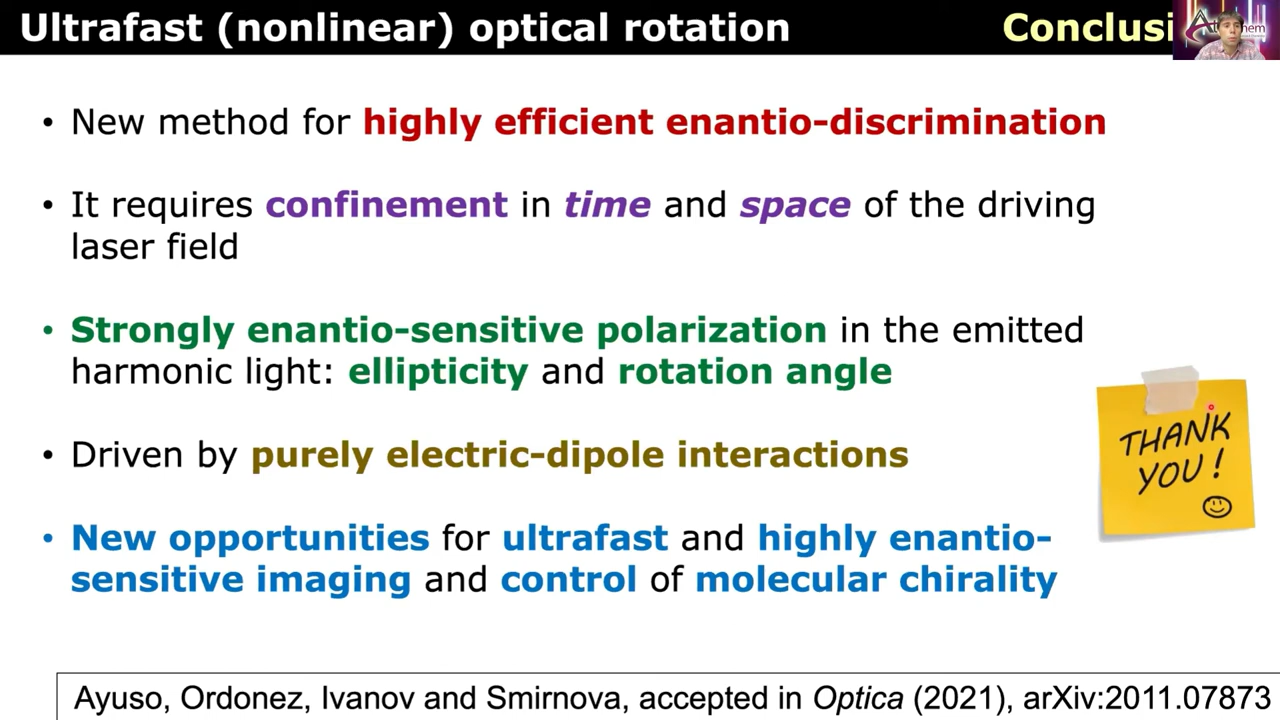 Ultrafast (nonlinear) optical rotation
• New method for highly efficient enantio-discrimination
• It requires confinement in time and space of the driving
laser field
• Strongly enantio-sensitive polarization in the emitted
harmonic light: ellipticity and rotation angle
THANK
YOU !
• Driven by purely electric-dipole interactions
• New opportunities for ultrafast and highly enantio-
sensitive imaging and control of molecular chirality
Ayuso, Ordonez, Ivanov and Smirnova, accepted in Optica (2021), arXiv:2011.07873